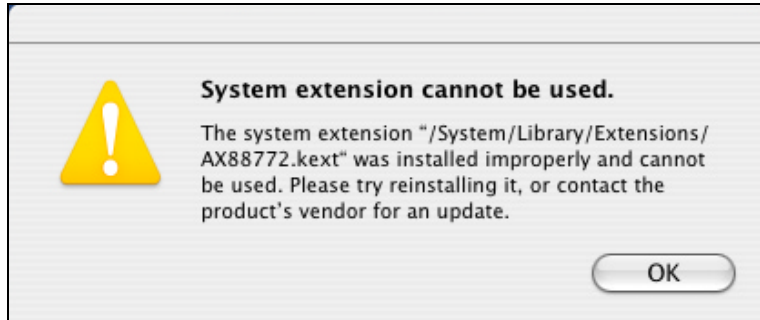 System extension cannot be used.
The system extension “/System/Library/Extensions/
AX88772.kext“ was installed improperly and cannot
be used. Please try reinstalling it, or contact the
product’s vendor for an update.
OK